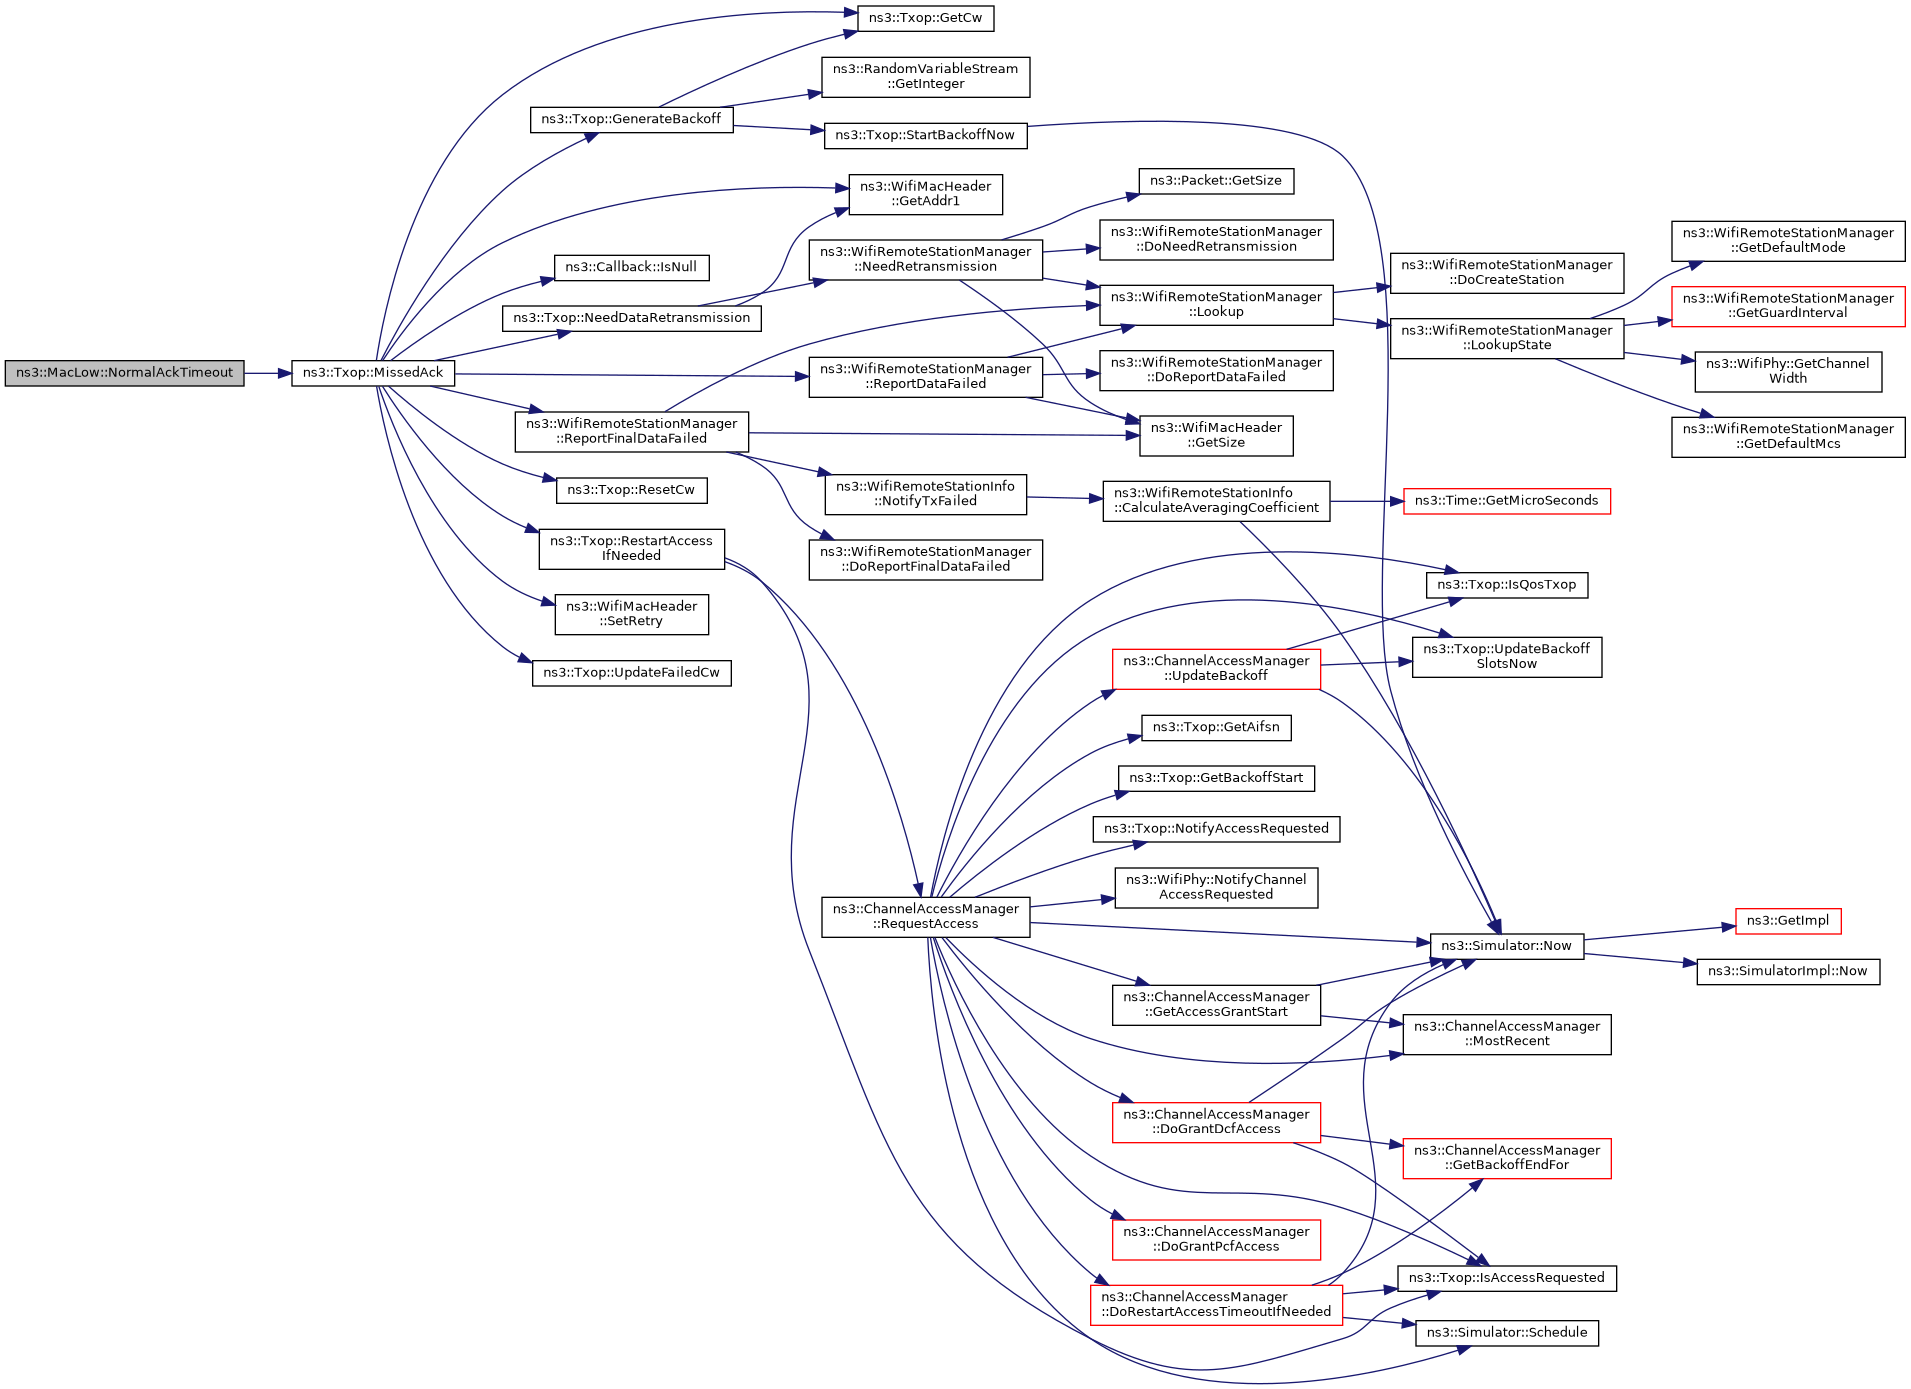 ns3::Txop::GetCw
ns3::RandomVariableStream
::GetInteger
ns3::Txop::GenerateBackoff
ns3::Txop::StartBackoffNow
ns3::WifiMacHeader
::GetAddr1
ns3::Packet::GetSize
ns3::WifiRemoteStationManager
::NeedRetransmission
ns3::WifiRemoteStationManager
::DoNeedRetransmission
ns3::WifiRemoteStationManager
::GetDefaultMode
ns3::Callback::IsNull
ns3::WifiRemoteStationManager
::DoCreateStation
ns3::Txop::NeedDataRetransmission
ns3::WifiRemoteStationManager
::Lookup
ns3::WifiRemoteStationManager
::GetGuardInterval
ns3::WifiRemoteStationManager
::LookupState
ns3::MacLow::NormalAckTimeout
ns3::Txop::MissedAck
ns3::WifiRemoteStationManager
::ReportDataFailed
ns3::WifiRemoteStationManager
::DoReportDataFailed
ns3::WifiPhy::GetChannel
Width
ns3::WifiRemoteStationManager
::ReportFinalDataFailed
ns3::WifiMacHeader
::GetSize
ns3::WifiRemoteStationManager
::GetDefaultMcs
ns3::Txop::ResetCw
ns3::WifiRemoteStationInfo
::NotifyTxFailed
ns3::WifiRemoteStationInfo
::CalculateAveragingCoefficient
ns3::Time::GetMicroSeconds
ns3::Txop::RestartAccess
IfNeeded
ns3::WifiRemoteStationManager
::DoReportFinalDataFailed
ns3::Txop::IsQosTxop
ns3::WifiMacHeader
::SetRetry
ns3::Txop::UpdateBackoff
SlotsNow
ns3::Txop::UpdateFailedCw
ns3::ChannelAccessManager
::UpdateBackoff
ns3::Txop::GetAifsn
ns3::Txop::GetBackoffStart
ns3::Txop::NotifyAccessRequested
ns3::WifiPhy::NotifyChannel
AccessRequested
ns3::ChannelAccessManager
::RequestAccess
ns3::GetImpl
ns3::Simulator::Now
ns3::SimulatorImpl::Now
ns3::ChannelAccessManager
::GetAccessGrantStart
ns3::ChannelAccessManager
::MostRecent
ns3::ChannelAccessManager
::DoGrantDcfAccess
ns3::ChannelAccessManager
::GetBackoffEndFor
ns3::ChannelAccessManager
::DoGrantPcfAccess
ns3::Txop::IsAccessRequested
ns3::ChannelAccessManager
::DoRestartAccessTimeoutIfNeeded
ns3::Simulator::Schedule